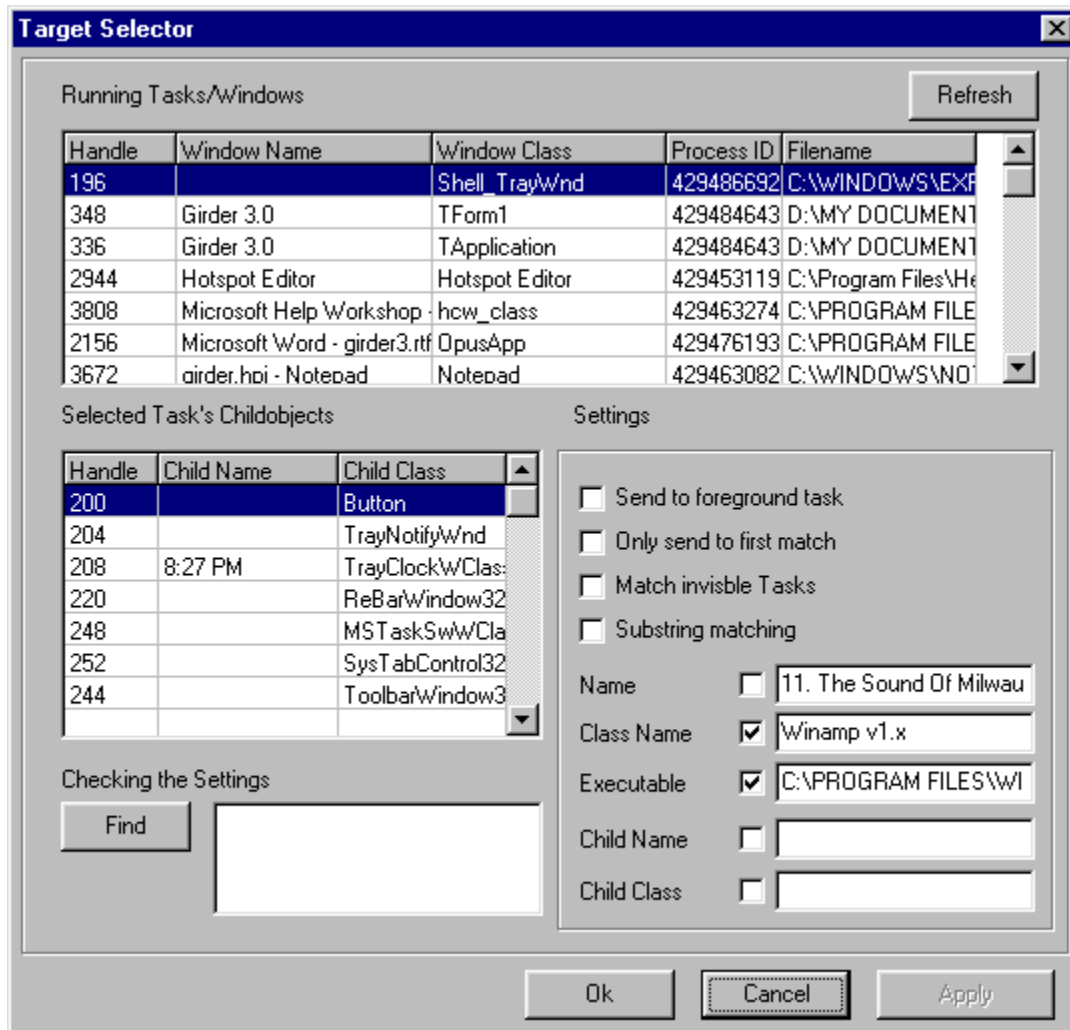 Target Selector
Running Tasks/Windows
Refresh
Handle Window Name Window Class Process ID Filename
196 Shell_TrayWnd 429486692 C:\WINDOWS\EXF
348 Girder 3.0 TForm1 429484643 D:\MY DOCUMENT
336 Girder 3.0 TApplication 429484643 D:\MY DOCUMENT
2944 Hotspot Editor Hotspot Editor 429453119 C:\Program Files\He
3808 Microsoft Help Workshop - hcw_class 429463274 C:\PROGRAM FILE
2156 Microsoft Word - girder3.rtf OpusApp 429476193 C:\PROGRAM FILE
3672 girder.hpj - Notepad Notepad 429463082 C:\WINDOWS\NOT
Selected Task's Childobjects
Handle Child Name Child Class
200 Button
204 TrayNotifyWnd
208 8:27 PM TrayClockWClas
220 ReBarWindow32
248 MSTaskSwWCla
252 SysTabControl32
244 ToolbarWindow3
Checking the Settings
Find
Settings
Send to foreground task
Only send to first match
Match invisble Tasks
Substring matching
Name 11. The Sound Of Milwau
Class Name Winamp v1.x
Executable C:\PROGRAM FILES\WI
Child Name
Child Class
Ok Cancel Apply